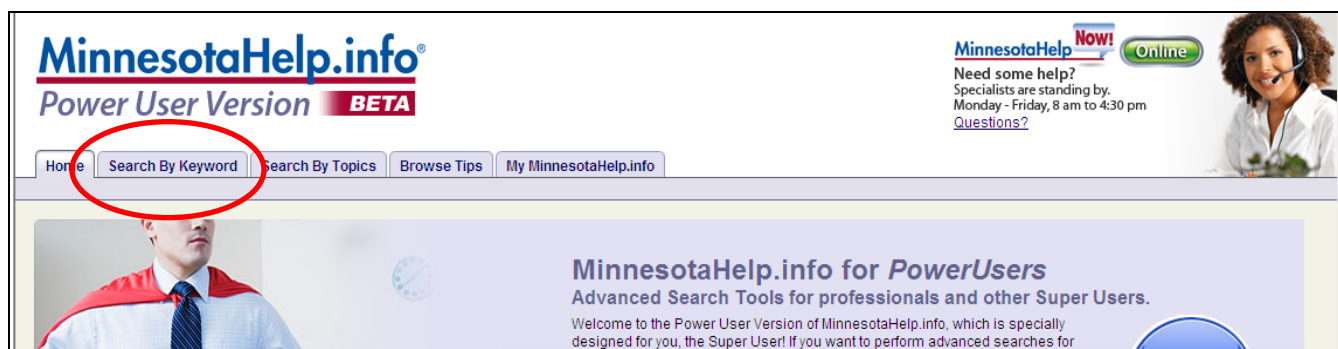 MinnesotaHelp.info®
Power User Version BETA
MinnesotaHelp Now! Online
Need some help?
Specialists are standing by.
Monday - Friday, 8 am to 4:30 pm
Questions?
Home Search By Keyword Search By Topics Browse Tips My MinnesotaHelp.info
MinnesotaHelp.info for PowerUsers
Advanced Search Tools for professionals and other Super Users.
Welcome to the Power User Version of MinnesotaHelp.info, which is specially
designed for you, the Super User! If you want to perform advanced searches for